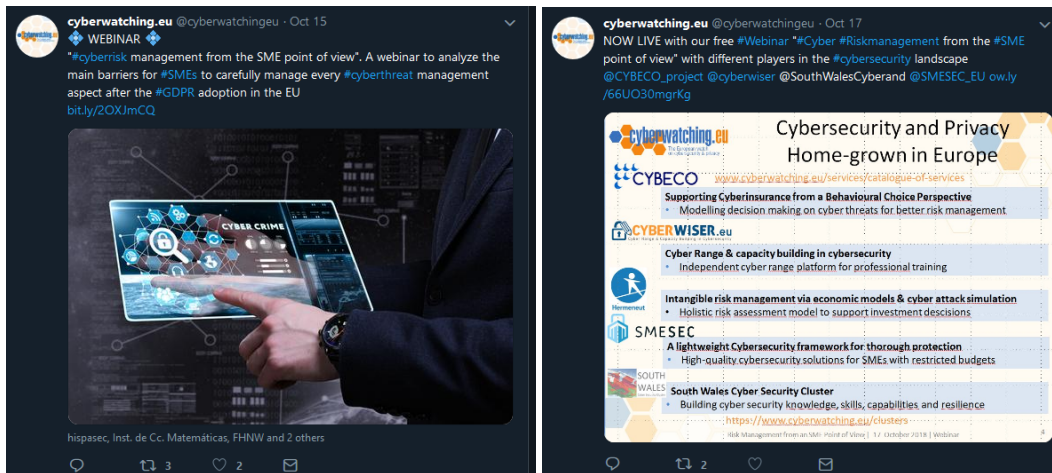 cyberwatching.eu @cyberwatchingeu · Oct 15
WEBINAR
"#cyberrisk management from the SME point of view". A webinar to analyze the
main barriers for #SMEs to carefully manage every #cyberthreat management
aspect after the #GDPR adoption in the EU
bit.ly/2OXJmCQ
CYBER CRIME
hispasec, Inst. de Cc. Matemáticas, FHNW and 2 others
3
2
cyberwatching.eu @cyberwatchingeu · Oct 17
NOW LIVE with our free #Webinar "#Cyber #Riskmanagement from the #SME
point of view" with different players in the #cybersecurity landscape
@CYBECO_project @cyberwiser @SouthWalesCyberand @SMESEC_EU ow.ly
/66UO30mgrKg
cyberwatching.eu
Cybersecurity and Privacy
Home-grown in Europe
CYBECO
www.cyberwatching.eu/services/catalogue-of-services
Supporting Cyberinsurance from a Behavioural Choice Perspective
• Modelling decision making on cyber threats for better risk management
CYBERWISER.eu
Cyber Range & capacity building in cybersecurity
• Independent cyber range platform for professional training
Hermeneut
Intangible risk management via economic models & cyber attack simulation
• Holistic risk assessment model to support investment descisions
SMESEC
A lightweight Cybersecurity framework for thorough protection
• High-quality cybersecurity solutions for SMEs with restricted budgets
SOUTH
WALES
South Wales Cyber Security Cluster
• Building cyber security knowledge, skills, capabilities and resilience
https://www.cyberwatching.eu/clusters
Risk Management from an SME Point of View | 17 October 2018 | Webinar
4
2